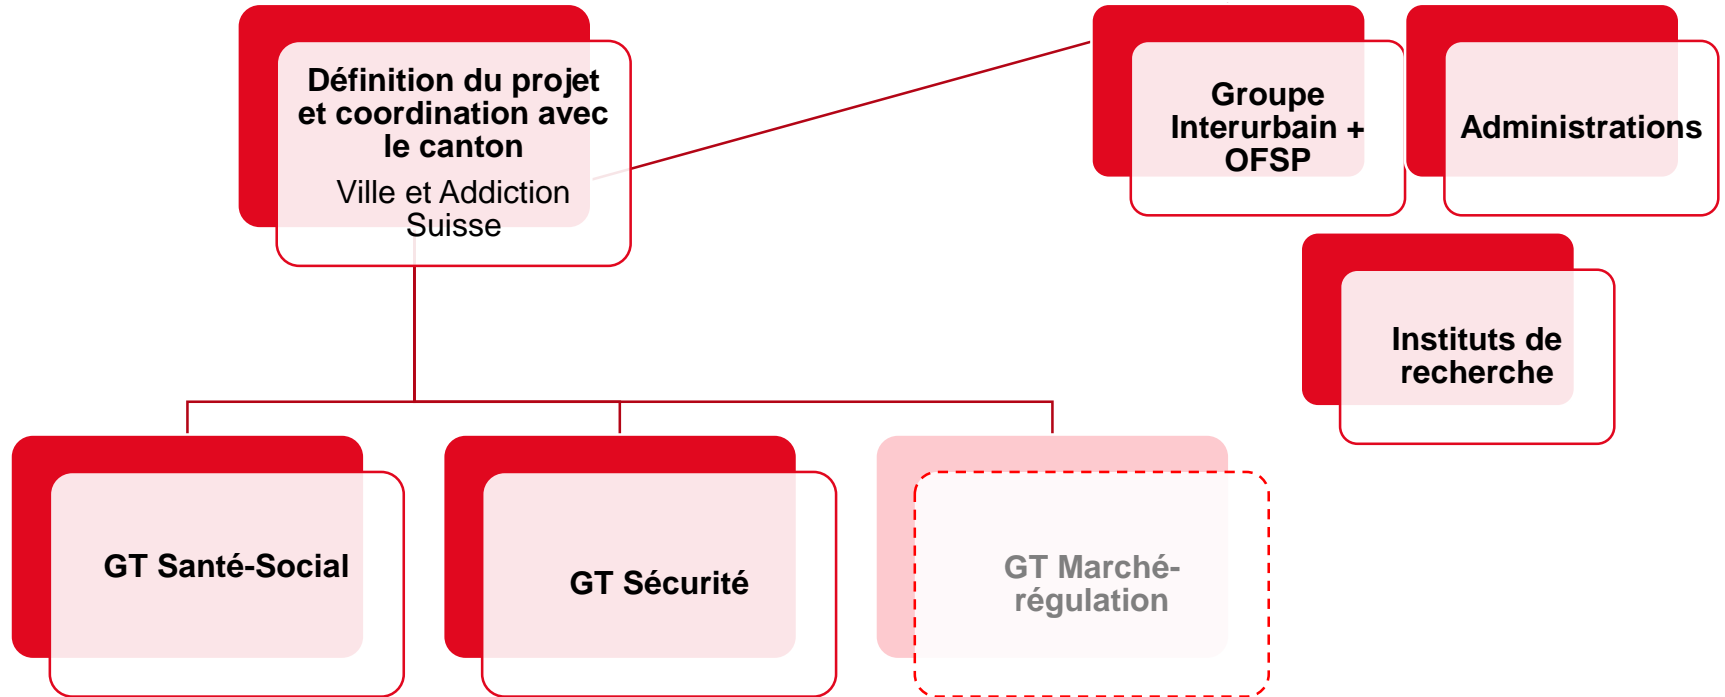 Définition du projet
et coordination avec
le canton
Ville et Addiction
Suisse
Groupe
Interurbain +
OFSP
Administrations
Instituts de
recherche
GT Santé-Social
GT Sécurité
GT Marché-
régulation